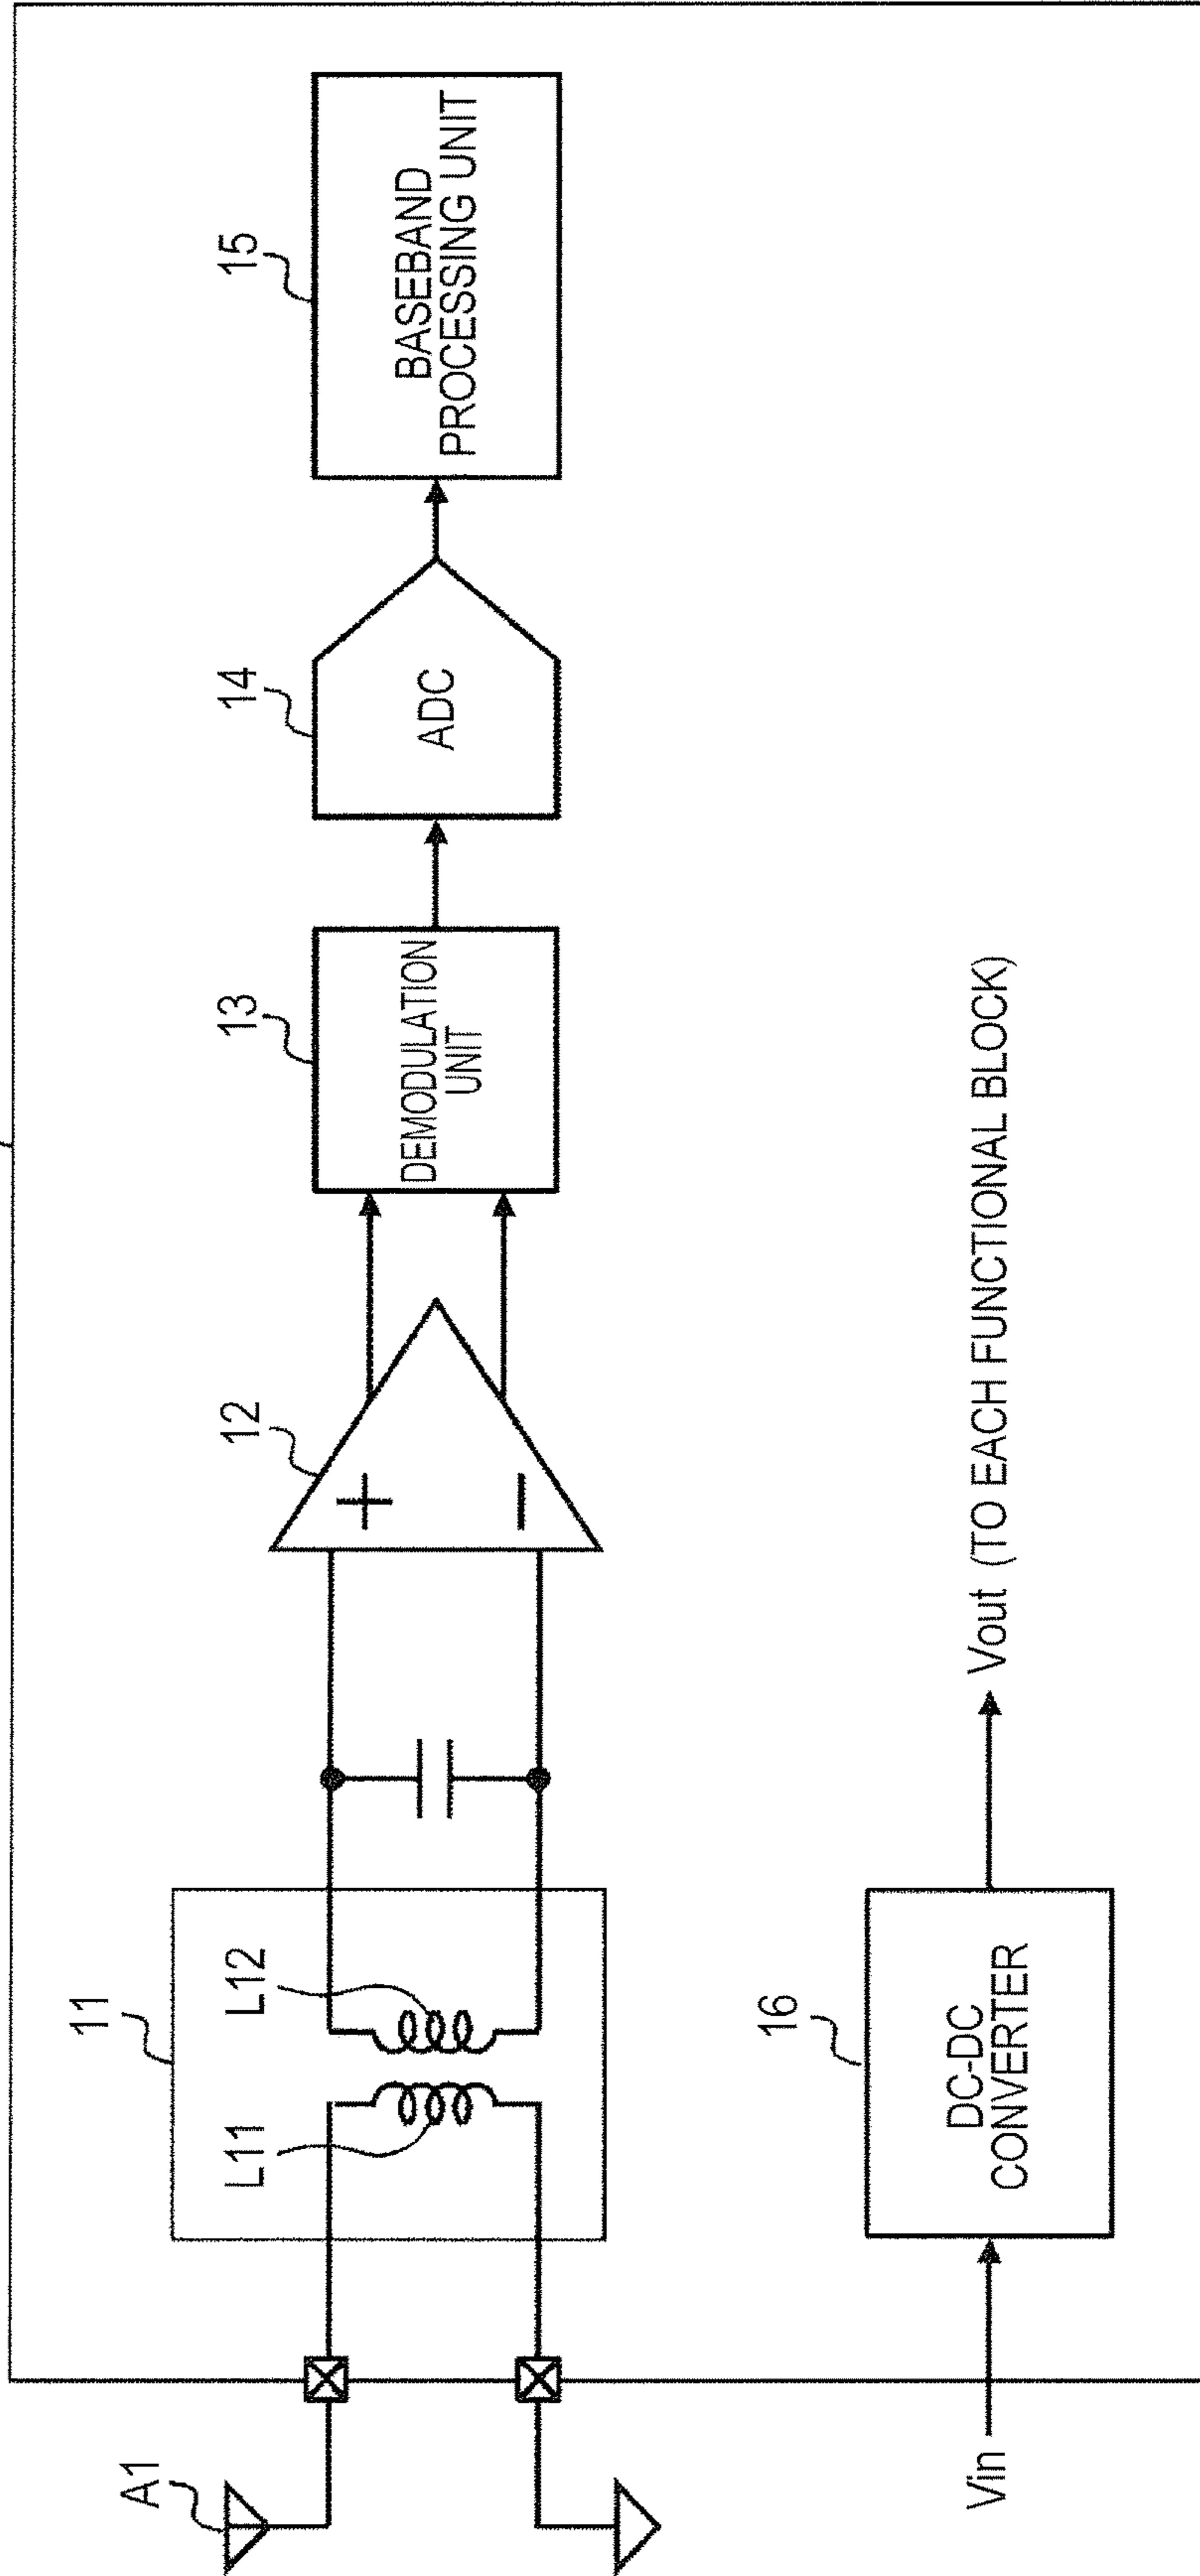 A1
11
L11
L12
12
13
DEMODULATION
UNIT
14
ADC
15
BASEBAND
PROCESSING UNIT
+
−
Vin
16
DC-DC
CONVERTER
Vout (TO EACH FUNCTIONAL BLOCK)